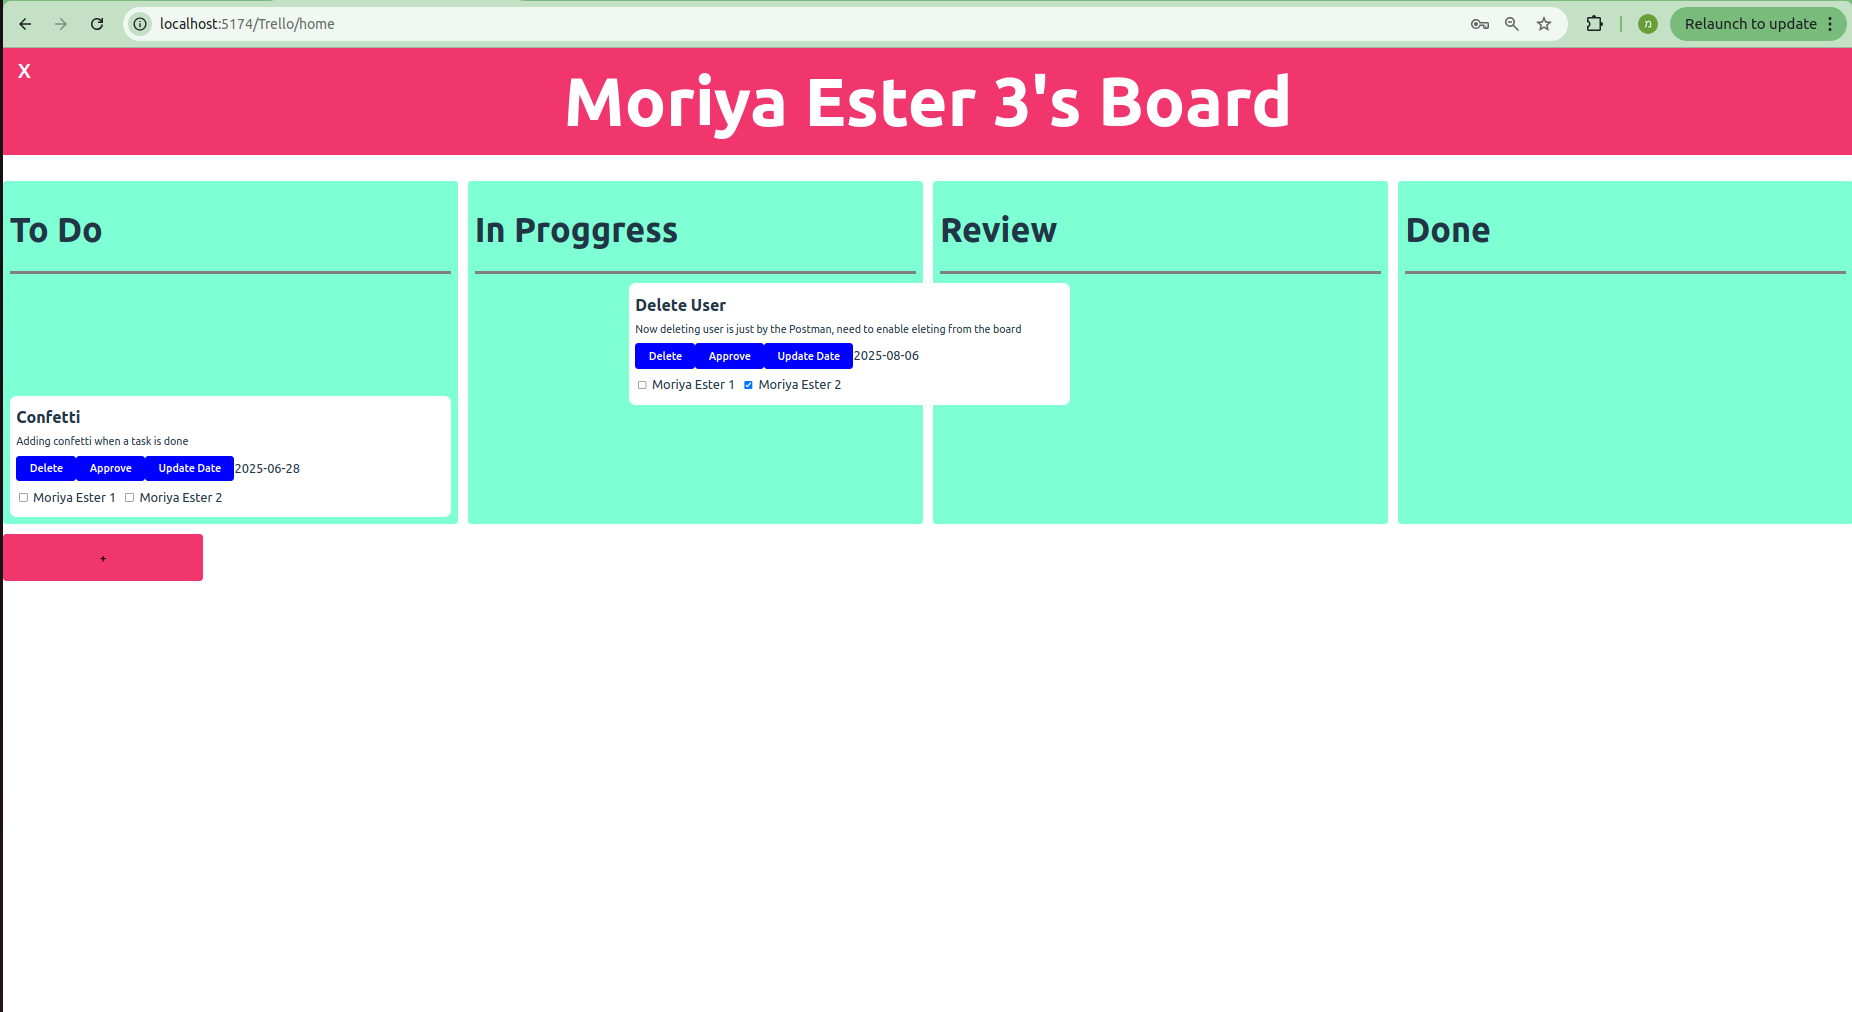 localhost:5174/Trello/home
מ
Relaunch to update
X
Moriya Ester 3's Board
To Do
In Proggress
Review
Done
Delete User
Now deleting user is just by the Postman, need to enable eleting from the board
Delete Approve Update Date 2025-08-06
Moriya Ester 1 Moriya Ester 2
Confetti
Adding confetti when a task is done
Delete Approve Update Date 2025-06-28
Moriya Ester 1 Moriya Ester 2
+